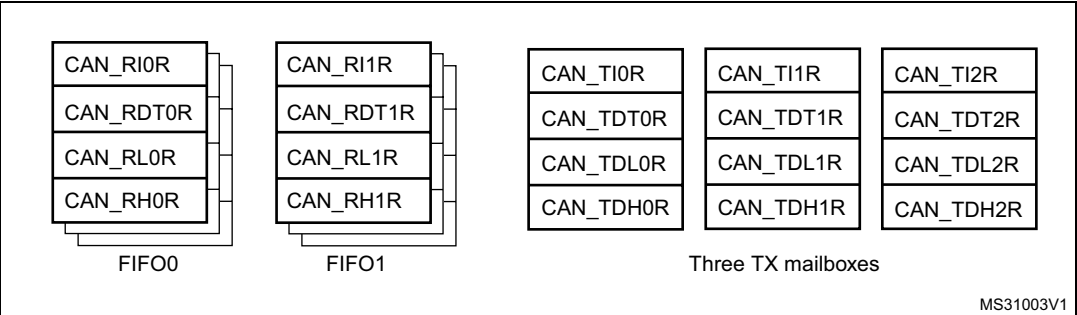 CAN_RI0R
CAN_RDT0R
CAN_RL0R
CAN_RH0R
FIFO0
CAN_RI1R
CAN_RDT1R
CAN_RL1R
CAN_RH1R
FIFO1
CAN_TI0R
CAN_TDT0R
CAN_TDL0R
CAN_TDH0R
CAN_TI1R
CAN_TDT1R
CAN_TDL1R
CAN_TDH1R
CAN_TI2R
CAN_TDT2R
CAN_TDL2R
CAN_TDH2R
Three TX mailboxes
MS31003V1